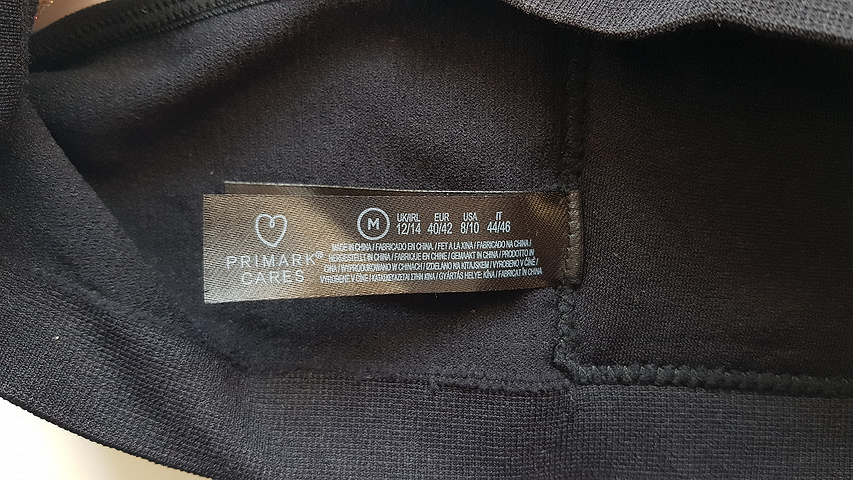 PRIMARK®
CARES
M
UK/IRL EUR USA IT
12/14 40/42 8/10 44/46
MADE IN CHINA / FABRICADO EN CHINA / FET A LA XINA / FABRICADO NA CHINA /
HERGESTELLT IN CHINA / FABRIQUE EN CHINE / GEMAAKT IN CHINA / PRODOTTO IN
CINA / WYPRODUKOWANO W CHINACH / IZDELANO NA KITAJSKEM / VYROBENO V ČÍNĚ /
VYROBENÉ V ČÍNE / ΚΑΤΑΣΚΕΥΑΖΕΤΑΙ ΣΤΗΝ ΚΙΝΑ / GYÁRTÁS HELYE: KÍNA / FABRICAT ÎN CHINA